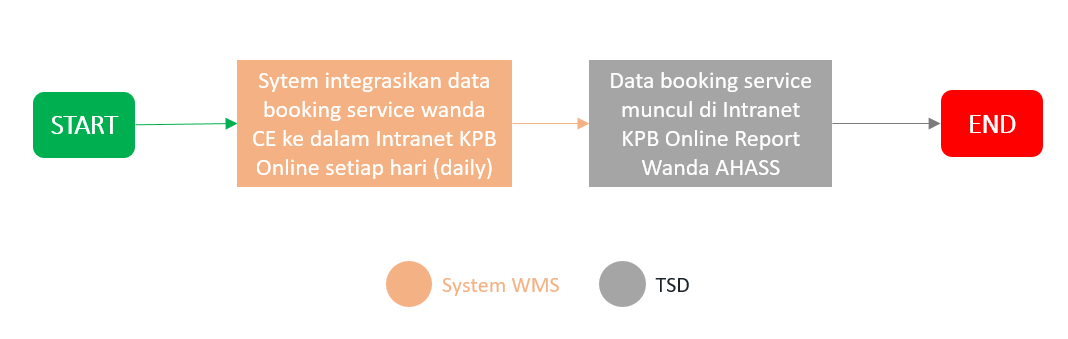 START
Sytem integrasikan data
booking service wanda
CE ke dalam Intranet KPB
Online setiap hari (daily)
Data booking service
muncul di Intranet
KPB Online Report
Wanda AHASS
END
System WMS
TSD